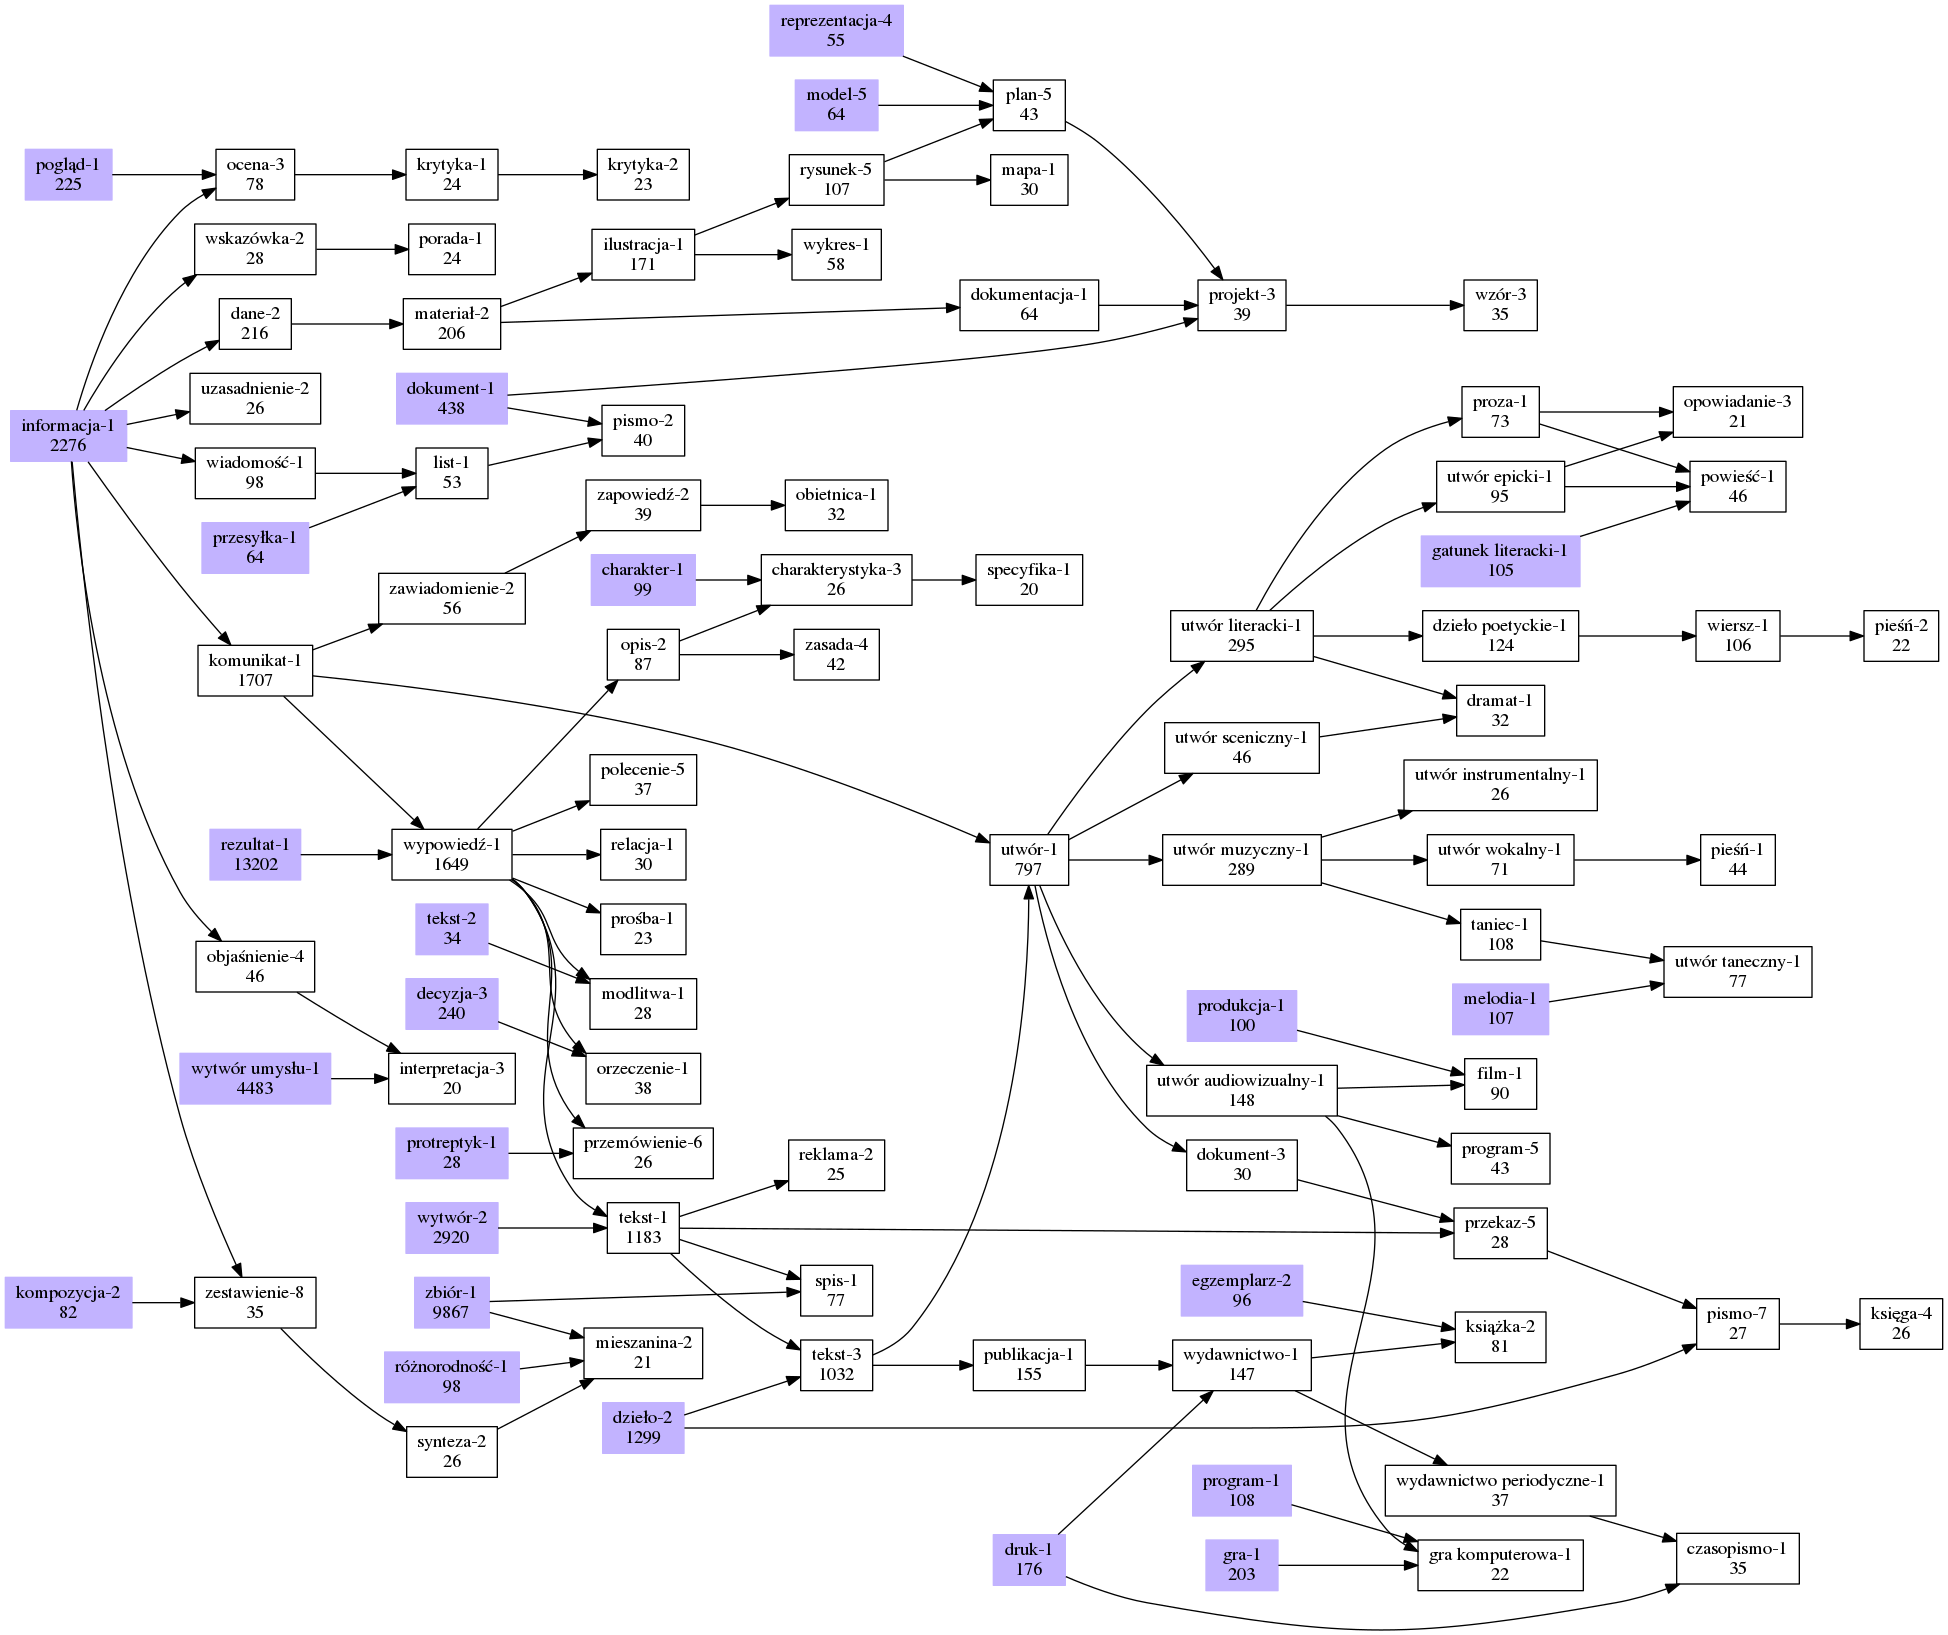 reprezentacja-4
55
model-5
64
plan-5
43
pogląd-1
225
ocena-3
78
krytyka-1
24
krytyka-2
23
rysunek-5
107
mapa-1
30
wskazówka-2
28
porada-1
24
ilustracja-1
171
wykres-1
58
dane-2
216
materiał-2
206
dokumentacja-1
64
projekt-3
39
wzór-3
35
uzasadnienie-2
26
dokument-1
438
informacja-1
2276
pismo-2
40
proza-1
73
opowiadanie-3
21
wiadomość-1
98
list-1
53
utwór epicki-1
95
powieść-1
46
zapowiedź-2
39
obietnica-1
32
przesyłka-1
64
gatunek literacki-1
105
charakter-1
99
charakterystyka-3
26
specyfika-1
20
zawiadomienie-2
56
opis-2
87
zasada-4
42
utwór literacki-1
295
dzieło poetyckie-1
124
wiersz-1
106
pieśń-2
22
komunikat-1
1707
dramat-1
32
utwór sceniczny-1
46
polecenie-5
37
utwór instrumentalny-1
26
rezultat-1
13202
wypowiedź-1
1649
relacja-1
30
utwór-1
797
utwór muzyczny-1
289
utwór wokalny-1
71
pieśń-1
44
tekst-2
34
prośba-1
23
taniec-1
108
objaśnienie-4
46
utwór taneczny-1
77
decyzja-3
240
modlitwa-1
28
produkcja-1
100
melodia-1
107
wytwór umysłu-1
4483
interpretacja-3
20
orzeczenie-1
38
utwór audiowizualny-1
148
film-1
90
protreptyk-1
28
przemówienie-6
26
reklama-2
25
dokument-3
30
program-5
43
wytwór-2
2920
tekst-1
1183
przekaz-5
28
kompozycja-2
82
zestawienie-8
35
zbiór-1
9867
spis-1
77
egzemplarz-2
96
pismo-7
27
księga-4
26
różnorodność-1
98
mieszanina-2
21
tekst-3
1032
publikacja-1
155
wydawnictwo-1
147
książka-2
81
synteza-2
26
dzieło-2
1299
program-1
108
wydawnictwo periodyczne-1
37
druk-1
176
gra-1
203
gra komputerowa-1
22
czasopismo-1
35